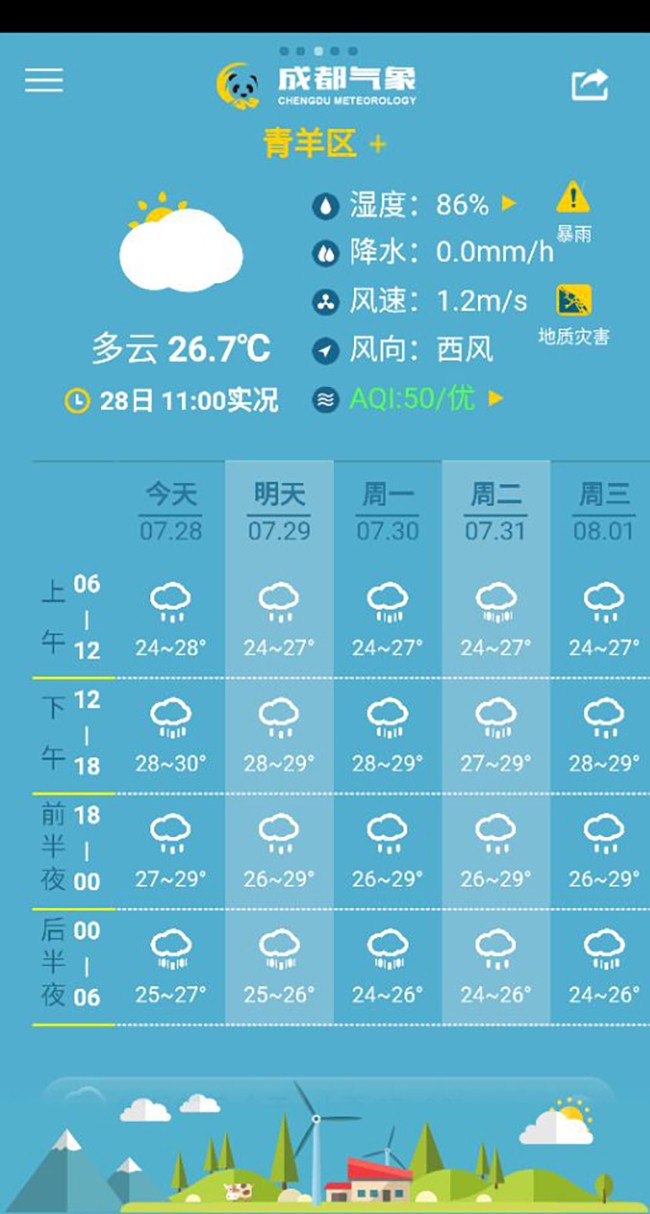 成都气象
CHENGDU METEOROLOGY
青羊区 +
湿度：86%
暴雨
降水：0.0mm/h
风速：1.2m/s
地质灾害
多云 26.7℃
风向：西风
28日 11:00实况
AQI:50/优
今天 明天 周一 周二 周三
07.28 07.29 07.30 07.31 08.01
上午 06 | 12
24~28° 24~27° 24~27° 24~27° 24~27°
下午 12 | 18
28~30° 28~29° 28~29° 27~29° 28~29°
前半夜 18 | 00
27~29° 26~29° 26~29° 26~29° 26~29°
后半夜 00 | 06
25~27° 25~26° 24~26° 24~26° 24~26°